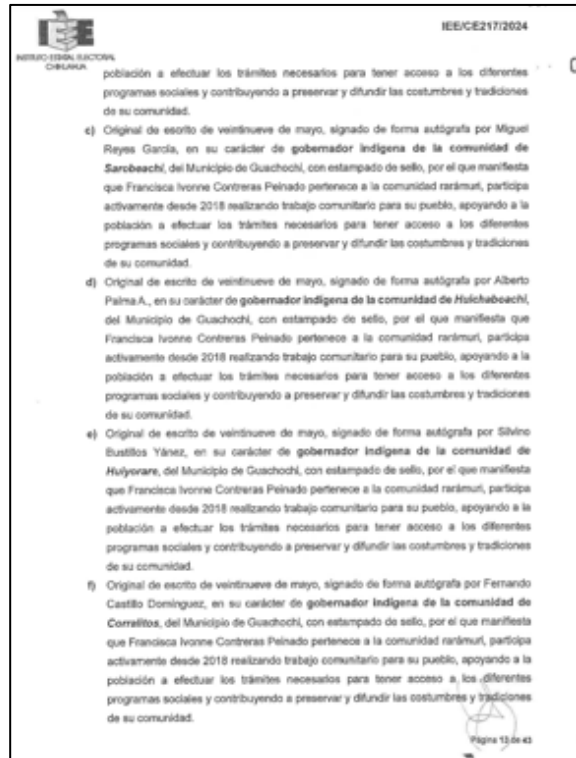 IEE/CE217/2024
IEE
INSTITUTO ESTATAL ELECTORAL
CHIHUAHUA
población a efectuar los trámites necesarios para tener acceso a los diferentes
programas sociales y contribuyendo a preservar y difundir las costumbres y tradiciones
de su comunidad.
c) Original de escrito de veintinueve de mayo, signado de forma autógrafa por Miguel
Reyes García, en su carácter de gobernador indígena de la comunidad de
Sarobeachi, del Municipio de Guachochi, con estampado de sello, por el que manifiesta
que Francisca Ivonne Contreras Peinado pertenece a la comunidad rarámuri, participa
activamente desde 2018 realizando trabajo comunitario para su pueblo, apoyando a la
población a efectuar los trámites necesarios para tener acceso a los diferentes
programas sociales y contribuyendo a preservar y difundir las costumbres y tradiciones
de su comunidad.
d) Original de escrito de veintinueve de mayo, signado de forma autógrafa por Alberto
Palma A., en su carácter de gobernador indígena de la comunidad de Huichaboachi,
del Municipio de Guachochi, con estampado de sello, por el que manifiesta que
Francisca Ivonne Contreras Peinado pertenece a la comunidad rarámuri, participa
activamente desde 2018 realizando trabajo comunitario para su pueblo, apoyando a la
población a efectuar los trámites necesarios para tener acceso a los diferentes
programas sociales y contribuyendo a preservar y difundir las costumbres y tradiciones
de su comunidad.
e) Original de escrito de veintinueve de mayo, signado de forma autógrafa por Silvino
Bustillos Yánez, en su carácter de gobernador indígena de la comunidad de
Huiyorare, del Municipio de Guachochi, con estampado de sello, por el que manifiesta
que Francisca Ivonne Contreras Peinado pertenece a la comunidad rarámuri, participa
activamente desde 2018 realizando trabajo comunitario para su pueblo, apoyando a la
población a efectuar los trámites necesarios para tener acceso a los diferentes
programas sociales y contribuyendo a preservar y difundir las costumbres y tradiciones
de su comunidad.
f) Original de escrito de veintinueve de mayo, signado de forma autógrafa por Fernando
Castillo Domínguez, en su carácter de gobernador indígena de la comunidad de
Corralitos, del Municipio de Guachochi, con estampado de sello, por el que manifiesta
que Francisca Ivonne Contreras Peinado pertenece a la comunidad rarámuri, participa
activamente desde 2018 realizando trabajo comunitario para su pueblo, apoyando a la
población a efectuar los trámites necesarios para tener acceso a los diferentes
programas sociales y contribuyendo a preservar y difundir las costumbres y tradiciones
de su comunidad.
Página 13 de 43